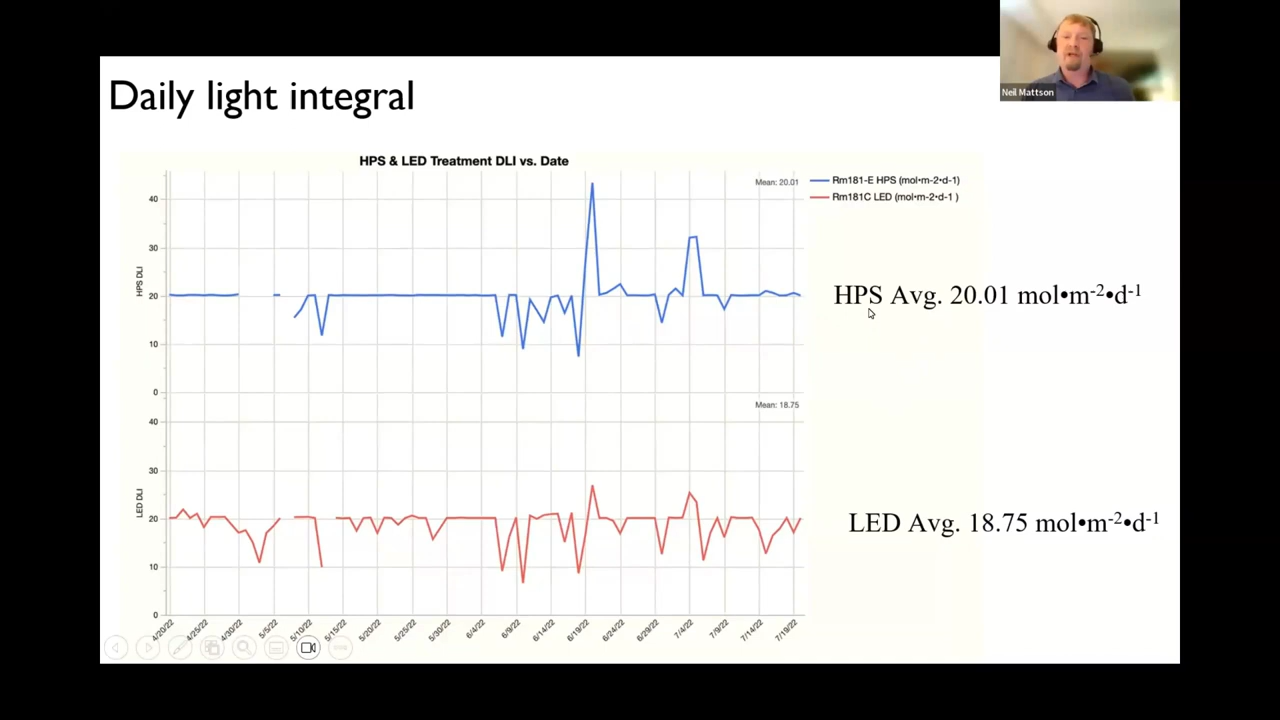 Neil Mattson
Daily light integral
HPS & LED Treatment DLI vs. Date
Mean: 20.01
Rm181-E HPS (mol•m-2•d-1)
Rm181C LED (mol•m-2•d-1 )
40
30
20
10
0
HPS DLI
HPS Avg. 20.01 mol•m-2•d-1
Mean: 18.75
40
30
20
10
0
LED DLI
LED Avg. 18.75 mol•m-2•d-1
4/20/22
4/25/22
4/30/22
5/5/22
5/10/22
5/15/22
5/20/22
5/25/22
5/30/22
6/4/22
6/9/22
6/14/22
6/19/22
6/24/22
6/29/22
7/4/22
7/9/22
7/14/22
7/19/22